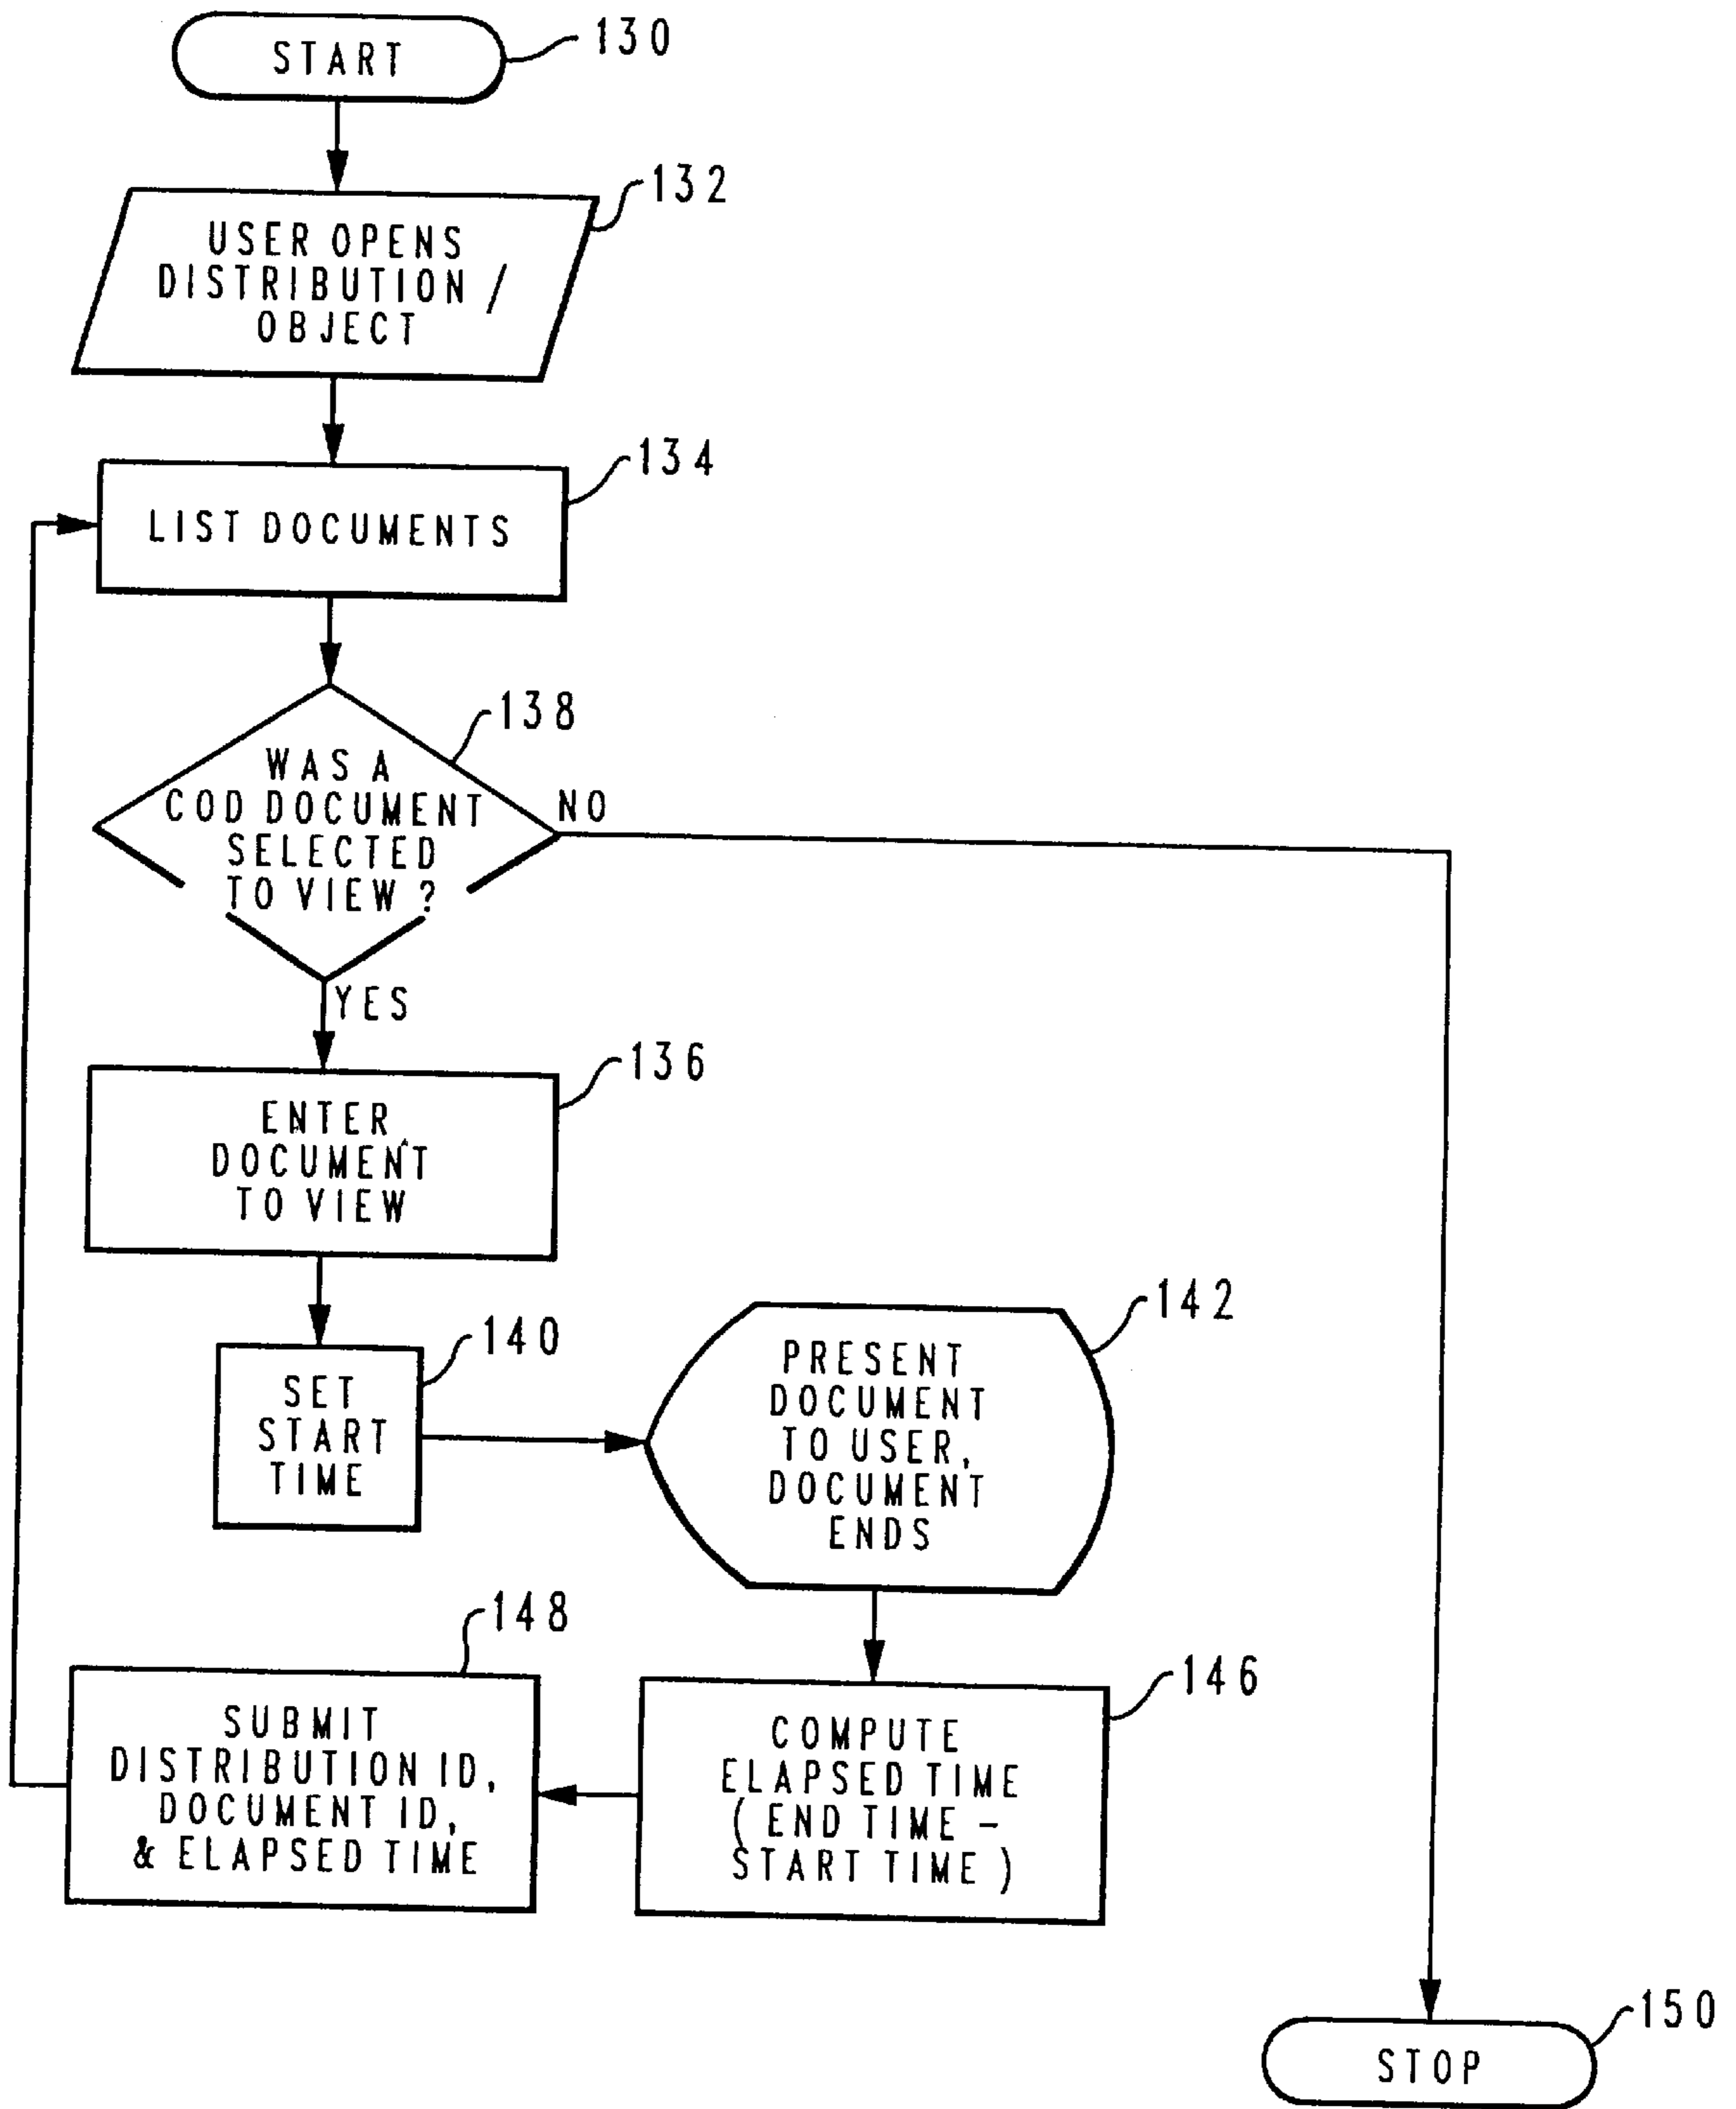 START
130
132
USER OPENS
DISTRIBUTION /
OBJECT
134
LIST DOCUMENTS
138
WAS A
COD DOCUMENT
SELECTED
TO VIEW ?
NO
YES
136
ENTER
DOCUMENT
TO VIEW
140
SET
START
TIME
142
PRESENT
DOCUMENT
TO USER,
DOCUMENT
ENDS
146
COMPUTE
ELAPSED TIME
( END TIME -
START TIME )
148
SUBMIT
DISTRIBUTION ID,
DOCUMENT ID,
& ELAPSED TIME
150
STOP